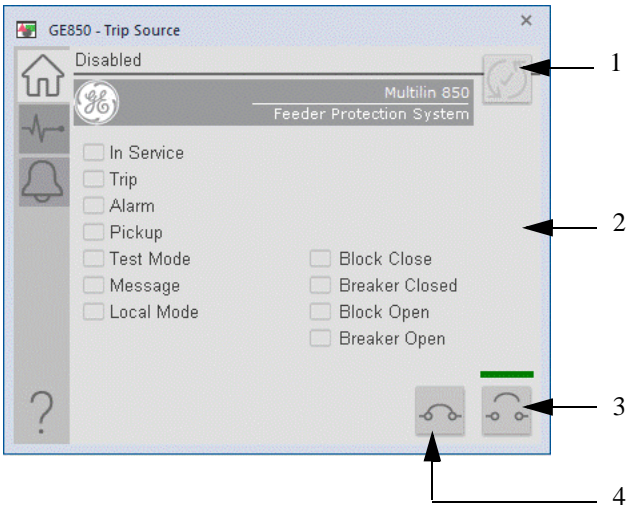 GE850 - Trip Source
Disabled
1
Multilin 850
Feeder Protection System
In Service
Trip
Alarm
Pickup
2
Test Mode
Block Close
Message
Breaker Closed
Local Mode
Block Open
Breaker Open
?
3
4